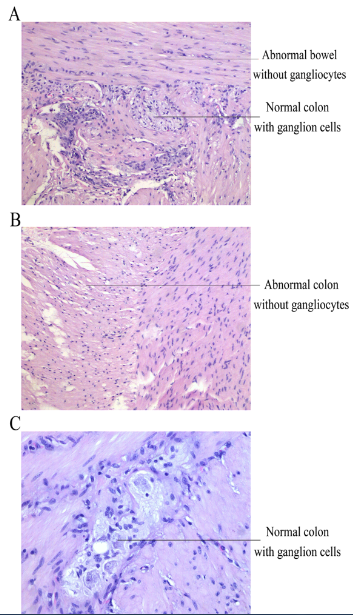 A
Abnormal bowel
without gangliocytes
Normal colon
with ganglion cells
B
Abnormal colon
without gangliocytes
C
Normal colon
with ganglion cells